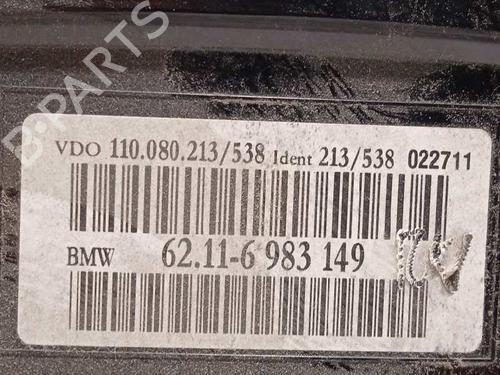 B-PARTS
VDO 110.080.213/538 Ident 213/538 022711
BMW 62.11-6 983 149